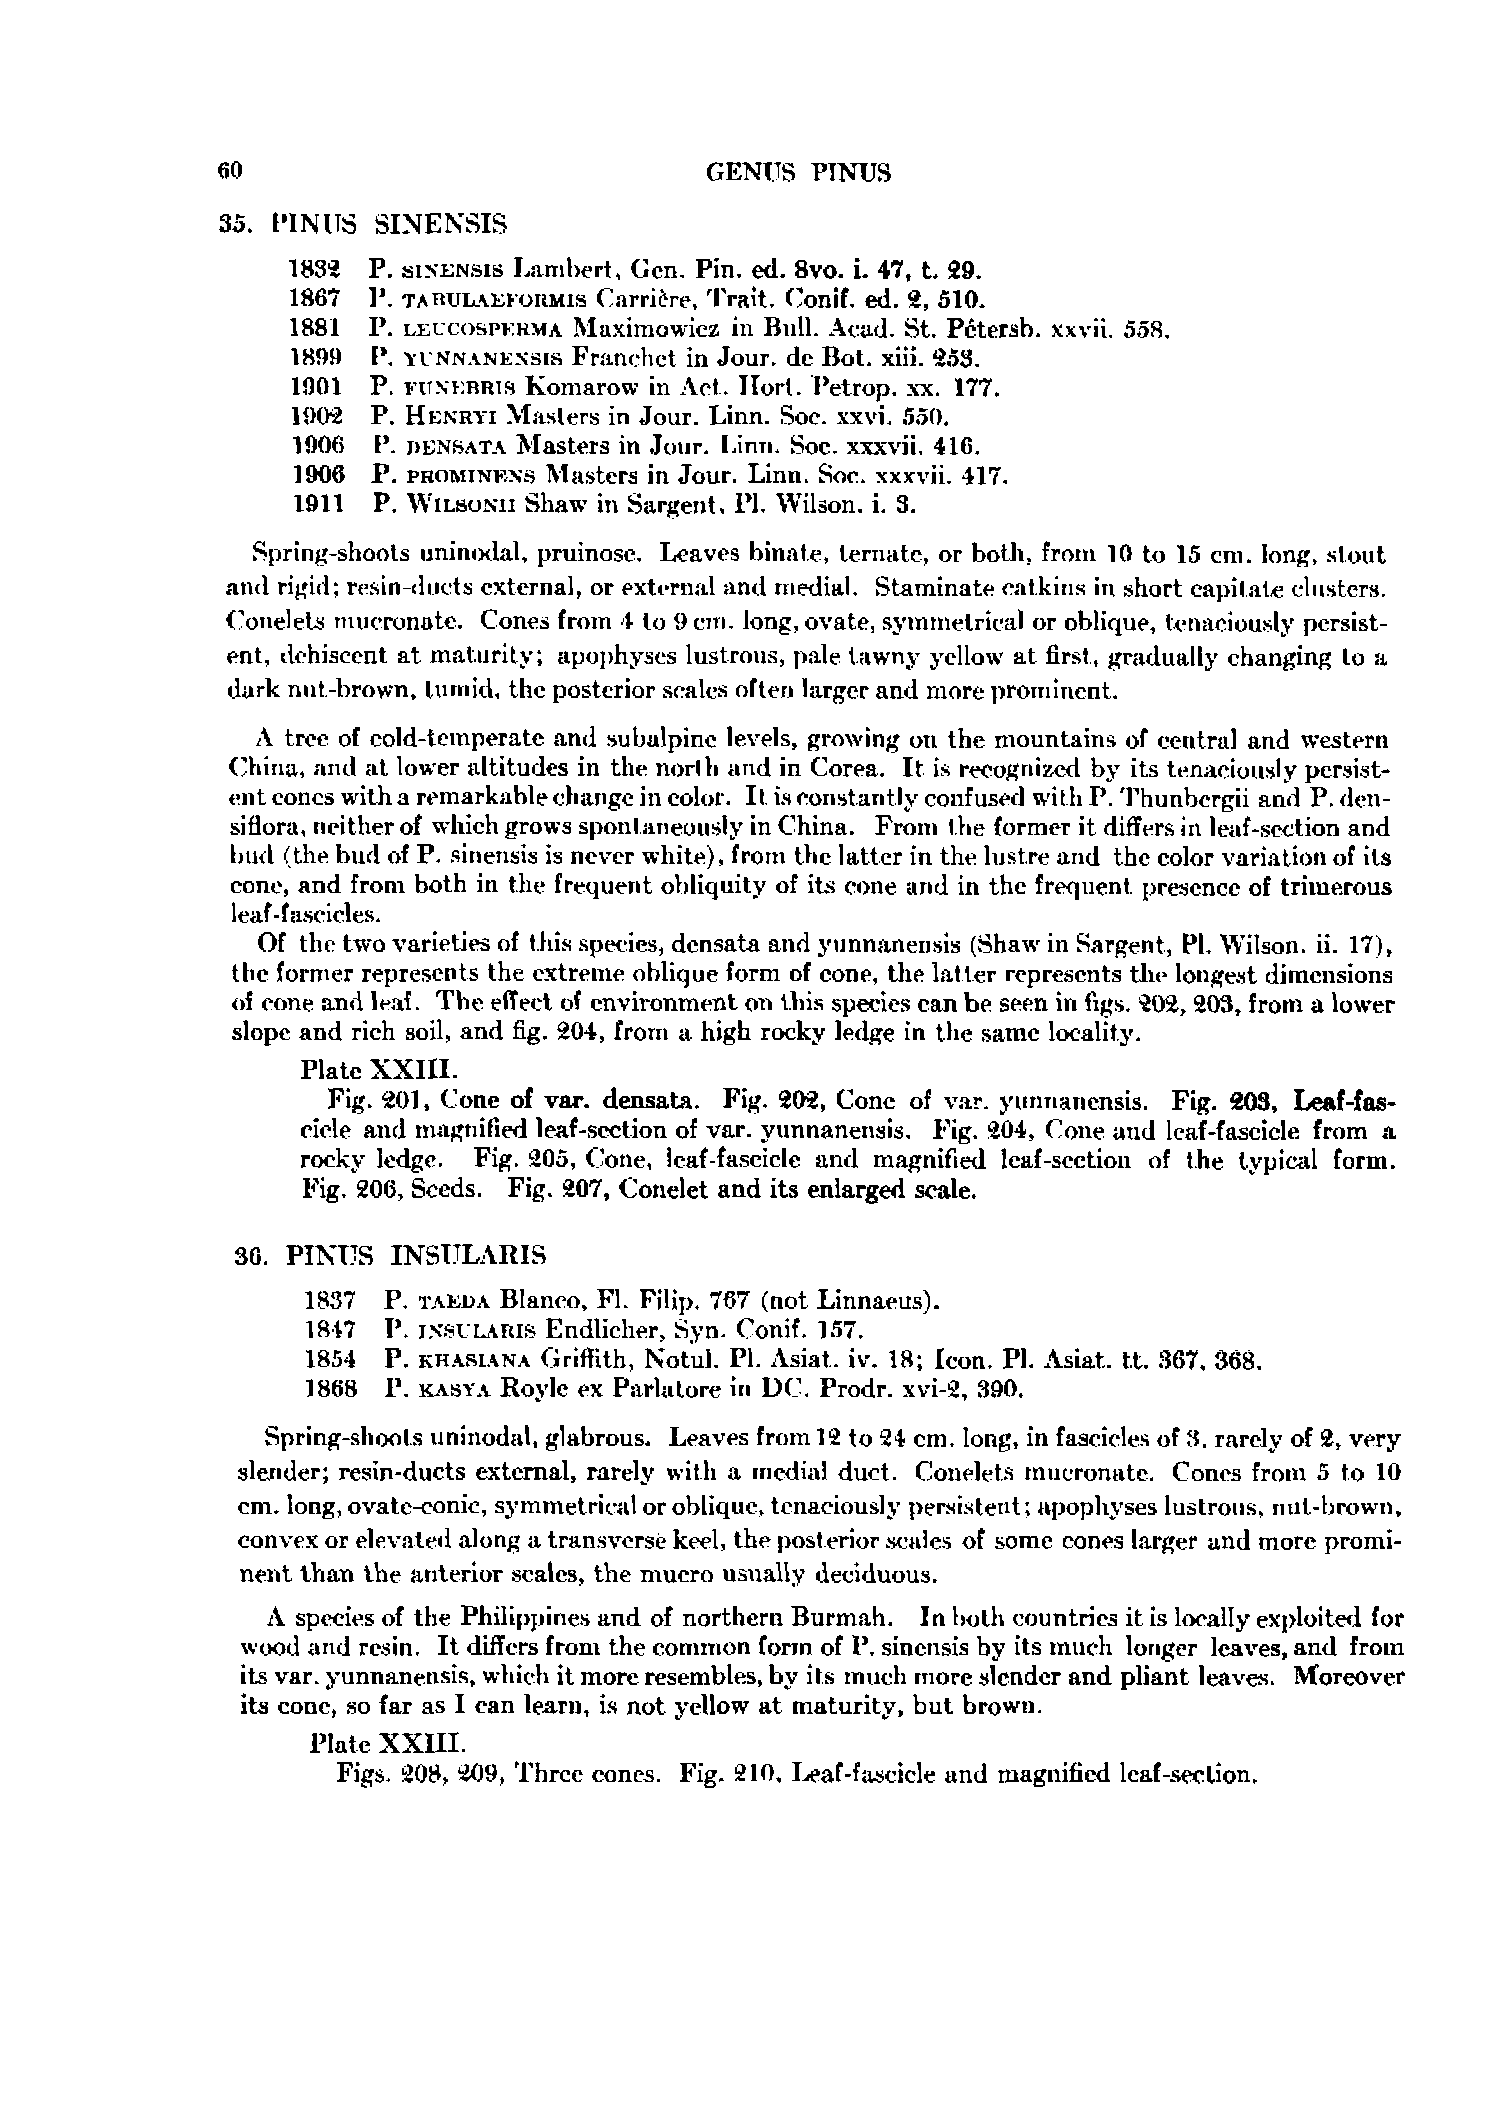 60 GENUS PINUS
35. PINUS SINENSIS
1832 P. SINENSIS Lambert, Gen. Pin. ed. 8vo. i. 47, t. 29.
1867 P. TABULAEFORMIS Carrière, Trait. Conif. ed. 2, 510.
1881 P. LEUCOSPERMA Maximowicz in Bull. Acad. St. Pétersb. xxvii. 558.
1899 P. YUNNANENSIS Franchet in Jour. de Bot. xiii. 253.
1901 P. FUNEBRIS Komarow in Act. Hort. Petrop. xx. 177.
1902 P. HENRYI Masters in Jour. Linn. Soc. xxvi. 550.
1906 P. DENSATA Masters in Jour. Linn. Soc. xxxvii. 416.
1906 P. PROMINENS Masters in Jour. Linn. Soc. xxxvii. 417.
1911 P. WILSONII Shaw in Sargent, Pl. Wilson. i. 3.
Spring-shoots uninodal, pruinose. Leaves binate, ternate, or both, from 10 to 15 cm. long, stout
and rigid; resin-ducts external, or external and medial. Staminate catkins in short capitate clusters.
Conelets mucronate. Cones from 4 to 9 cm. long, ovate, symmetrical or oblique, tenaciously persist-
ent, dehiscent at maturity; apophyses lustrous, pale tawny yellow at first, gradually changing to a
dark nut-brown, tumid, the posterior scales often larger and more prominent.
A tree of cold-temperate and subalpine levels, growing on the mountains of central and western
China, and at lower altitudes in the north and in Corea. It is recognized by its tenaciously persist-
ent cones with a remarkable change in color. It is constantly confused with P. Thunbergii and P. den-
siflora, neither of which grows spontaneously in China. From the former it differs in leaf-section and
bud (the bud of P. sinensis is never white), from the latter in the lustre and the color variation of its
cone, and from both in the frequent obliquity of its cone and in the frequent presence of trimerous
leaf-fascicles.
Of the two varieties of this species, densata and yunnanensis (Shaw in Sargent, Pl. Wilson. ii. 17),
the former represents the extreme oblique form of cone, the latter represents the longest dimensions
of cone and leaf. The effect of environment on this species can be seen in figs. 202, 203, from a lower
slope and rich soil, and fig. 204, from a high rocky ledge in the same locality.
Plate XXIII.
Fig. 201, Cone of var. densata. Fig. 202, Cone of var. yunnanensis. Fig. 203, Leaf-fas-
cicle and magnified leaf-section of var. yunnanensis. Fig. 204, Cone and leaf-fascicle from a
rocky ledge. Fig. 205, Cone, leaf-fascicle and magnified leaf-section of the typical form.
Fig. 206, Seeds. Fig. 207, Conelet and its enlarged scale.
36. PINUS INSULARIS
1837 P. TAEDA Blanco, Fl. Filip. 767 (not Linnaeus).
1847 P. INSULARIS Endlicher, Syn. Conif. 157.
1854 P. KHASIANA Griffith, Notul. Pl. Asiat. iv. 18; Icon. Pl. Asiat. tt. 367, 368.
1868 P. KASYA Royle ex Parlatore in DC. Prodr. xvi-2, 390.
Spring-shoots uninodal, glabrous. Leaves from 12 to 24 cm. long, in fascicles of 3, rarely of 2, very
slender; resin-ducts external, rarely with a medial duct. Conelets mucronate. Cones from 5 to 10
cm. long, ovate-conic, symmetrical or oblique, tenaciously persistent; apophyses lustrous, nut-brown,
convex or elevated along a transverse keel, the posterior scales of some cones larger and more promi-
nent than the anterior scales, the mucro usually deciduous.
A species of the Philippines and of northern Burmah. In both countries it is locally exploited for
wood and resin. It differs from the common form of P. sinensis by its much longer leaves, and from
its var. yunnanensis, which it more resembles, by its much more slender and pliant leaves. Moreover
its cone, so far as I can learn, is not yellow at maturity, but brown.
Plate XXIII.
Figs. 208, 209, Three cones. Fig. 210, Leaf-fascicle and magnified leaf-section.